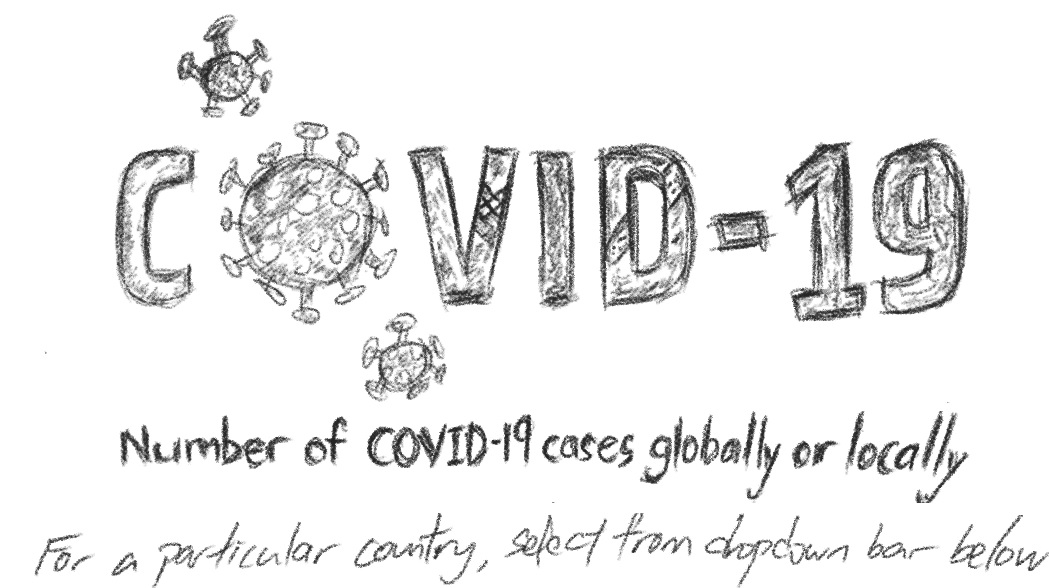 COVID-19
Number of COVID-19 cases globally or locally
For a particular country, select from dropdown bar below